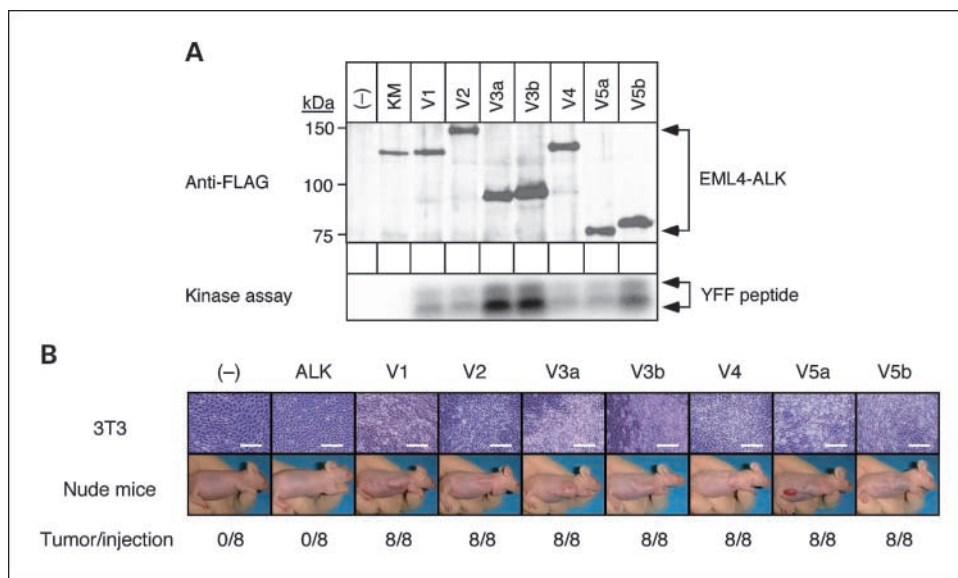 A
(–) KM V1 V2 V3a V3b V4 V5a V5b
kDa
150
Anti-FLAG
100
EML4-ALK
75
Kinase assay
YFF peptide
B
(–) ALK V1 V2 V3a V3b V4 V5a V5b
3T3
Nude mice
Tumor/injection 0/8 0/8 8/8 8/8 8/8 8/8 8/8 8/8 8/8